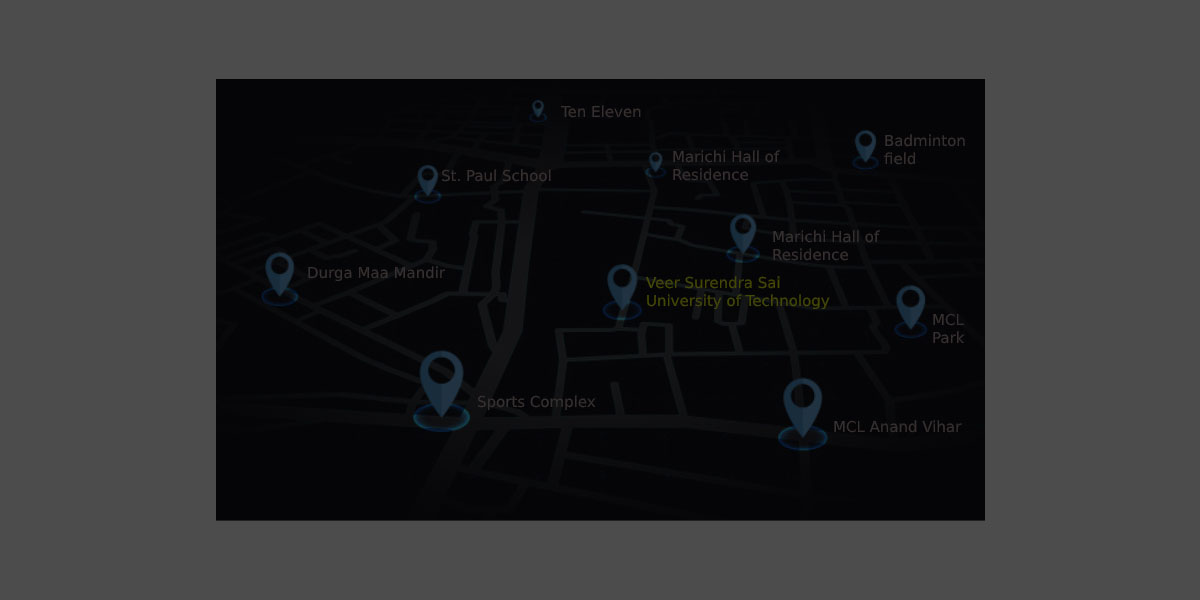 Ten Eleven
Badminton
field
Marichi Hall of
Residence
St. Paul School
Marichi Hall of
Residence
Durga Maa Mandir
Veer Surendra Sai
University of Technology
MCL
Park
Sports Complex
MCL Anand Vihar